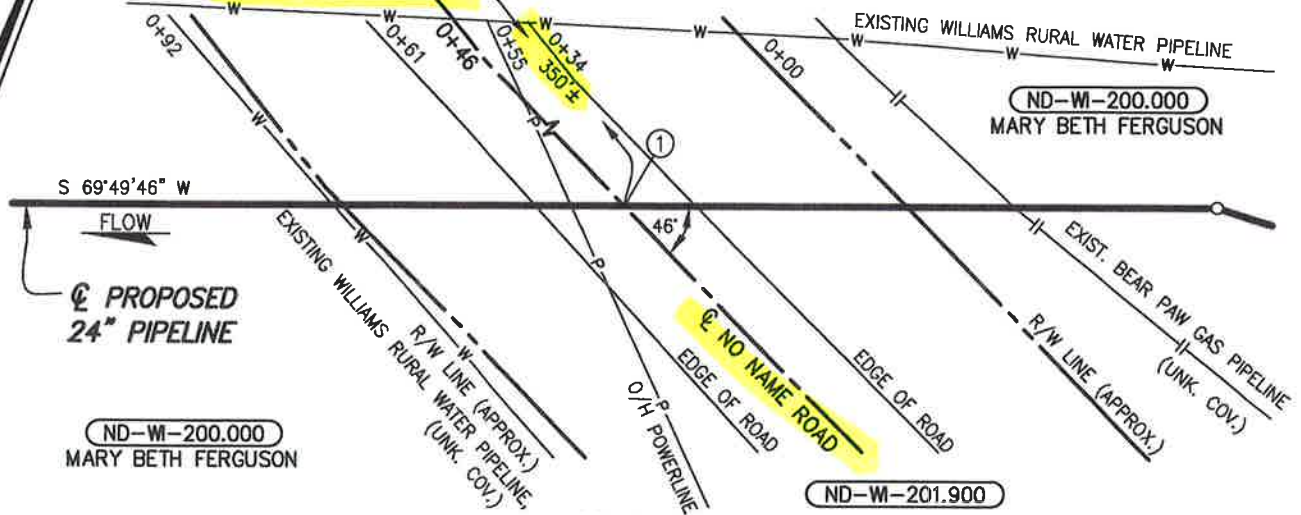 W W W W W W W
EXISTING WILLIAMS RURAL WATER PIPELINE
0+92
0+61
0+46
0+55
0+34
350'±
0+00
ND-WI-200.000
MARY BETH FERGUSON
1
P
W
S 69°49'46" W
FLOW
46°
℄ PROPOSED
24" PIPELINE
EXISTING WILLIAMS RURAL
WATER PIPELINE,
(UNK. COV.)
R/W LINE (APPROX.)
W
W
P
O/H POWERLINE
P
EDGE OF ROAD
℄ NO NAME ROAD
EDGE OF ROAD
R/W LINE (APPROX.)
EXIST. BEAR PAW GAS PIPELINE
(UNK. COV.)
ND-WI-200.000
MARY BETH FERGUSON
ND-WI-201.900